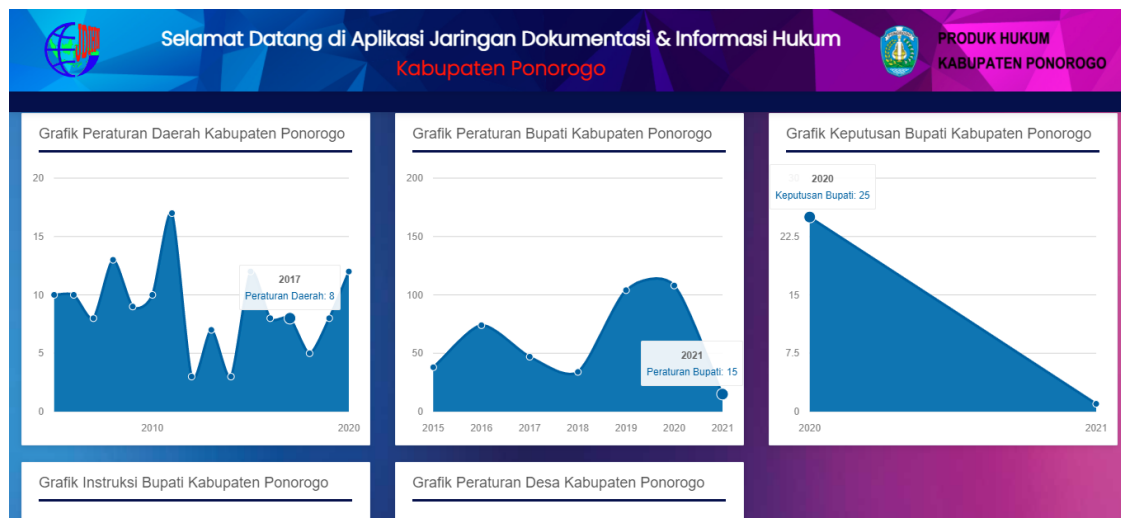 JDIH
Selamat Datang di Aplikasi Jaringan Dokumentasi & Informasi Hukum
Kabupaten Ponorogo
PRODUK HUKUM
KABUPATEN PONOROGO
Grafik Peraturan Daerah Kabupaten Ponorogo
20
15
10
5
0
2017
Peraturan Daerah: 8
2010
2020
Grafik Peraturan Bupati Kabupaten Ponorogo
200
150
100
50
0
2021
Peraturan Bupati: 15
2015 2016 2017 2018 2019 2020 2021
Grafik Keputusan Bupati Kabupaten Ponorogo
30
2020
Keputusan Bupati: 25
22.5
15
7.5
0
2020
2021
Grafik Instruksi Bupati Kabupaten Ponorogo
Grafik Peraturan Desa Kabupaten Ponorogo